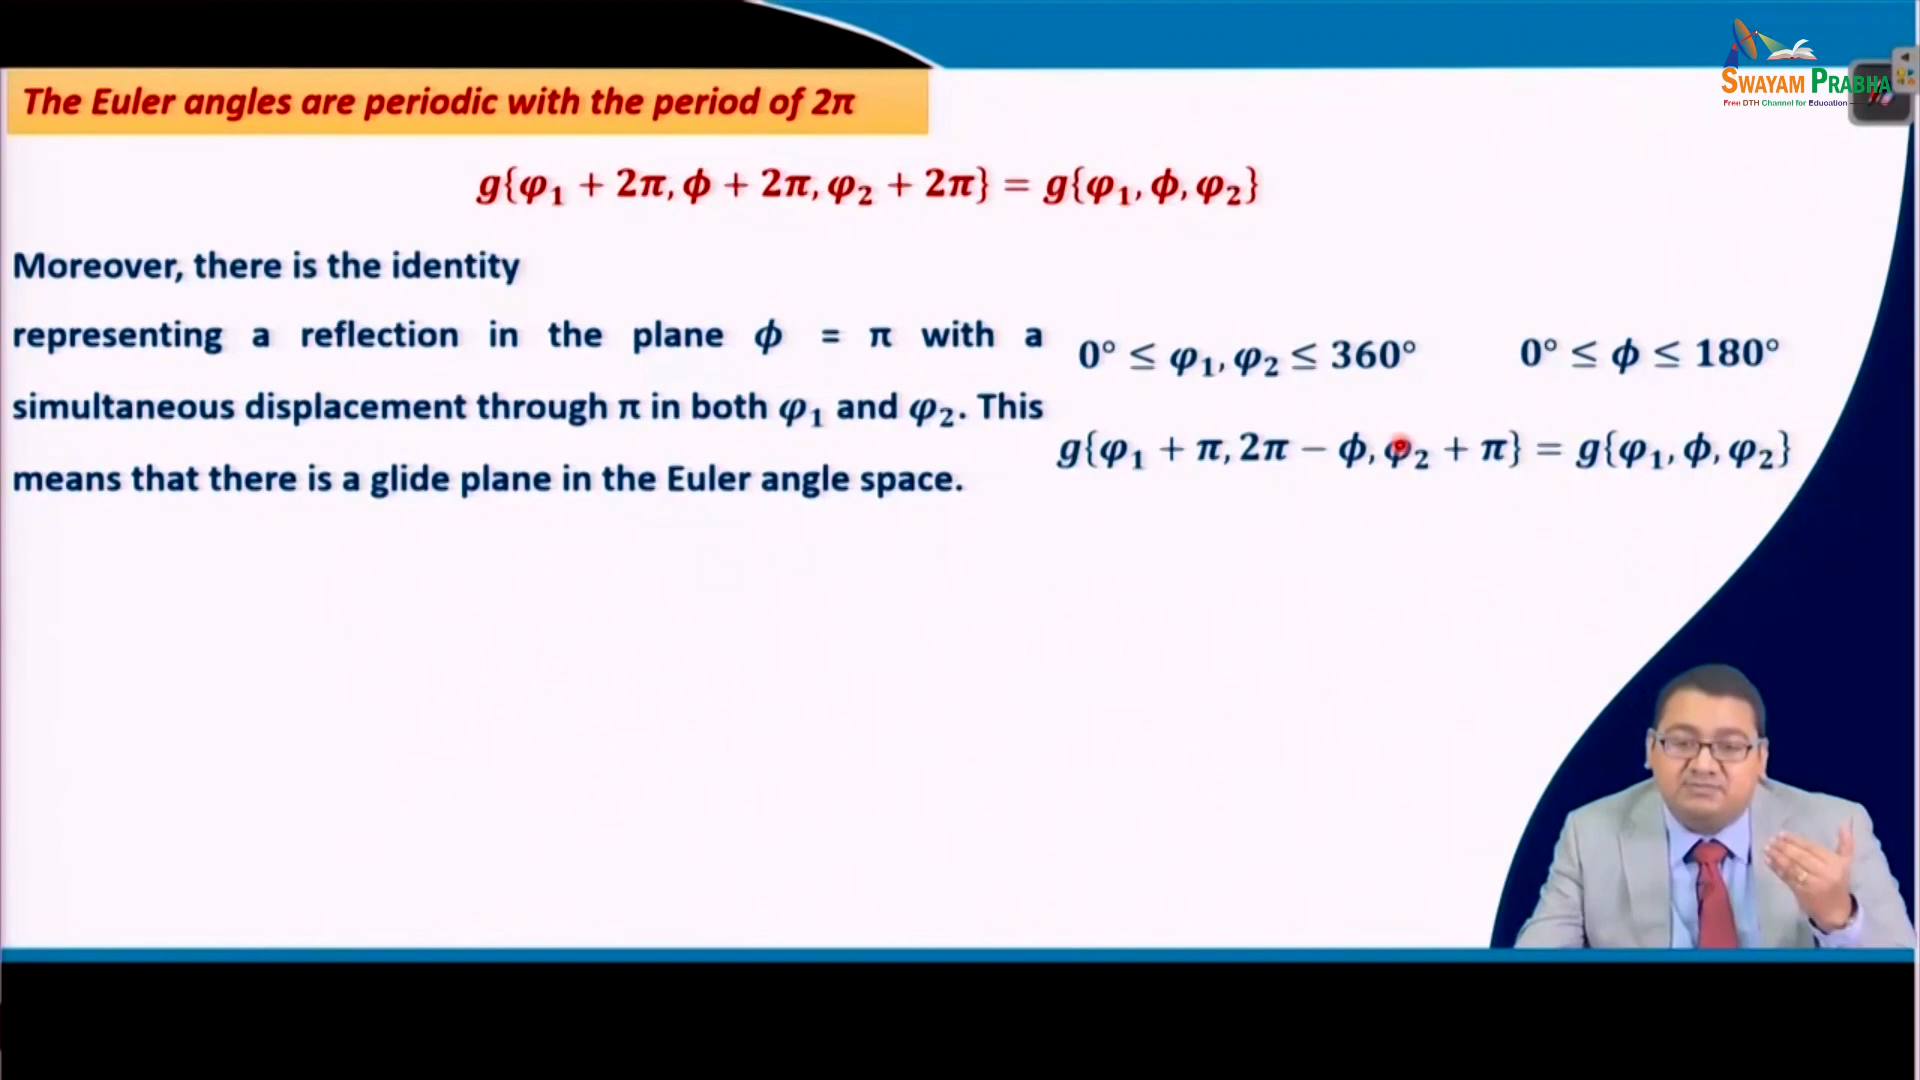 SWAYAM PRABHA
Free DTH Channel for Education
The Euler angles are periodic with the period of 2π
g{φ₁ + 2π, ϕ + 2π, φ₂ + 2π} = g{φ₁, ϕ, φ₂}
Moreover, there is the identity
representing a reflection in the plane ϕ = π with a
simultaneous displacement through π in both φ₁ and φ₂. This
means that there is a glide plane in the Euler angle space.
0° ≤ φ₁, φ₂ ≤ 360° 0° ≤ ϕ ≤ 180°
g{φ₁ + π, 2π − ϕ, φ₂ + π} = g{φ₁, ϕ, φ₂}